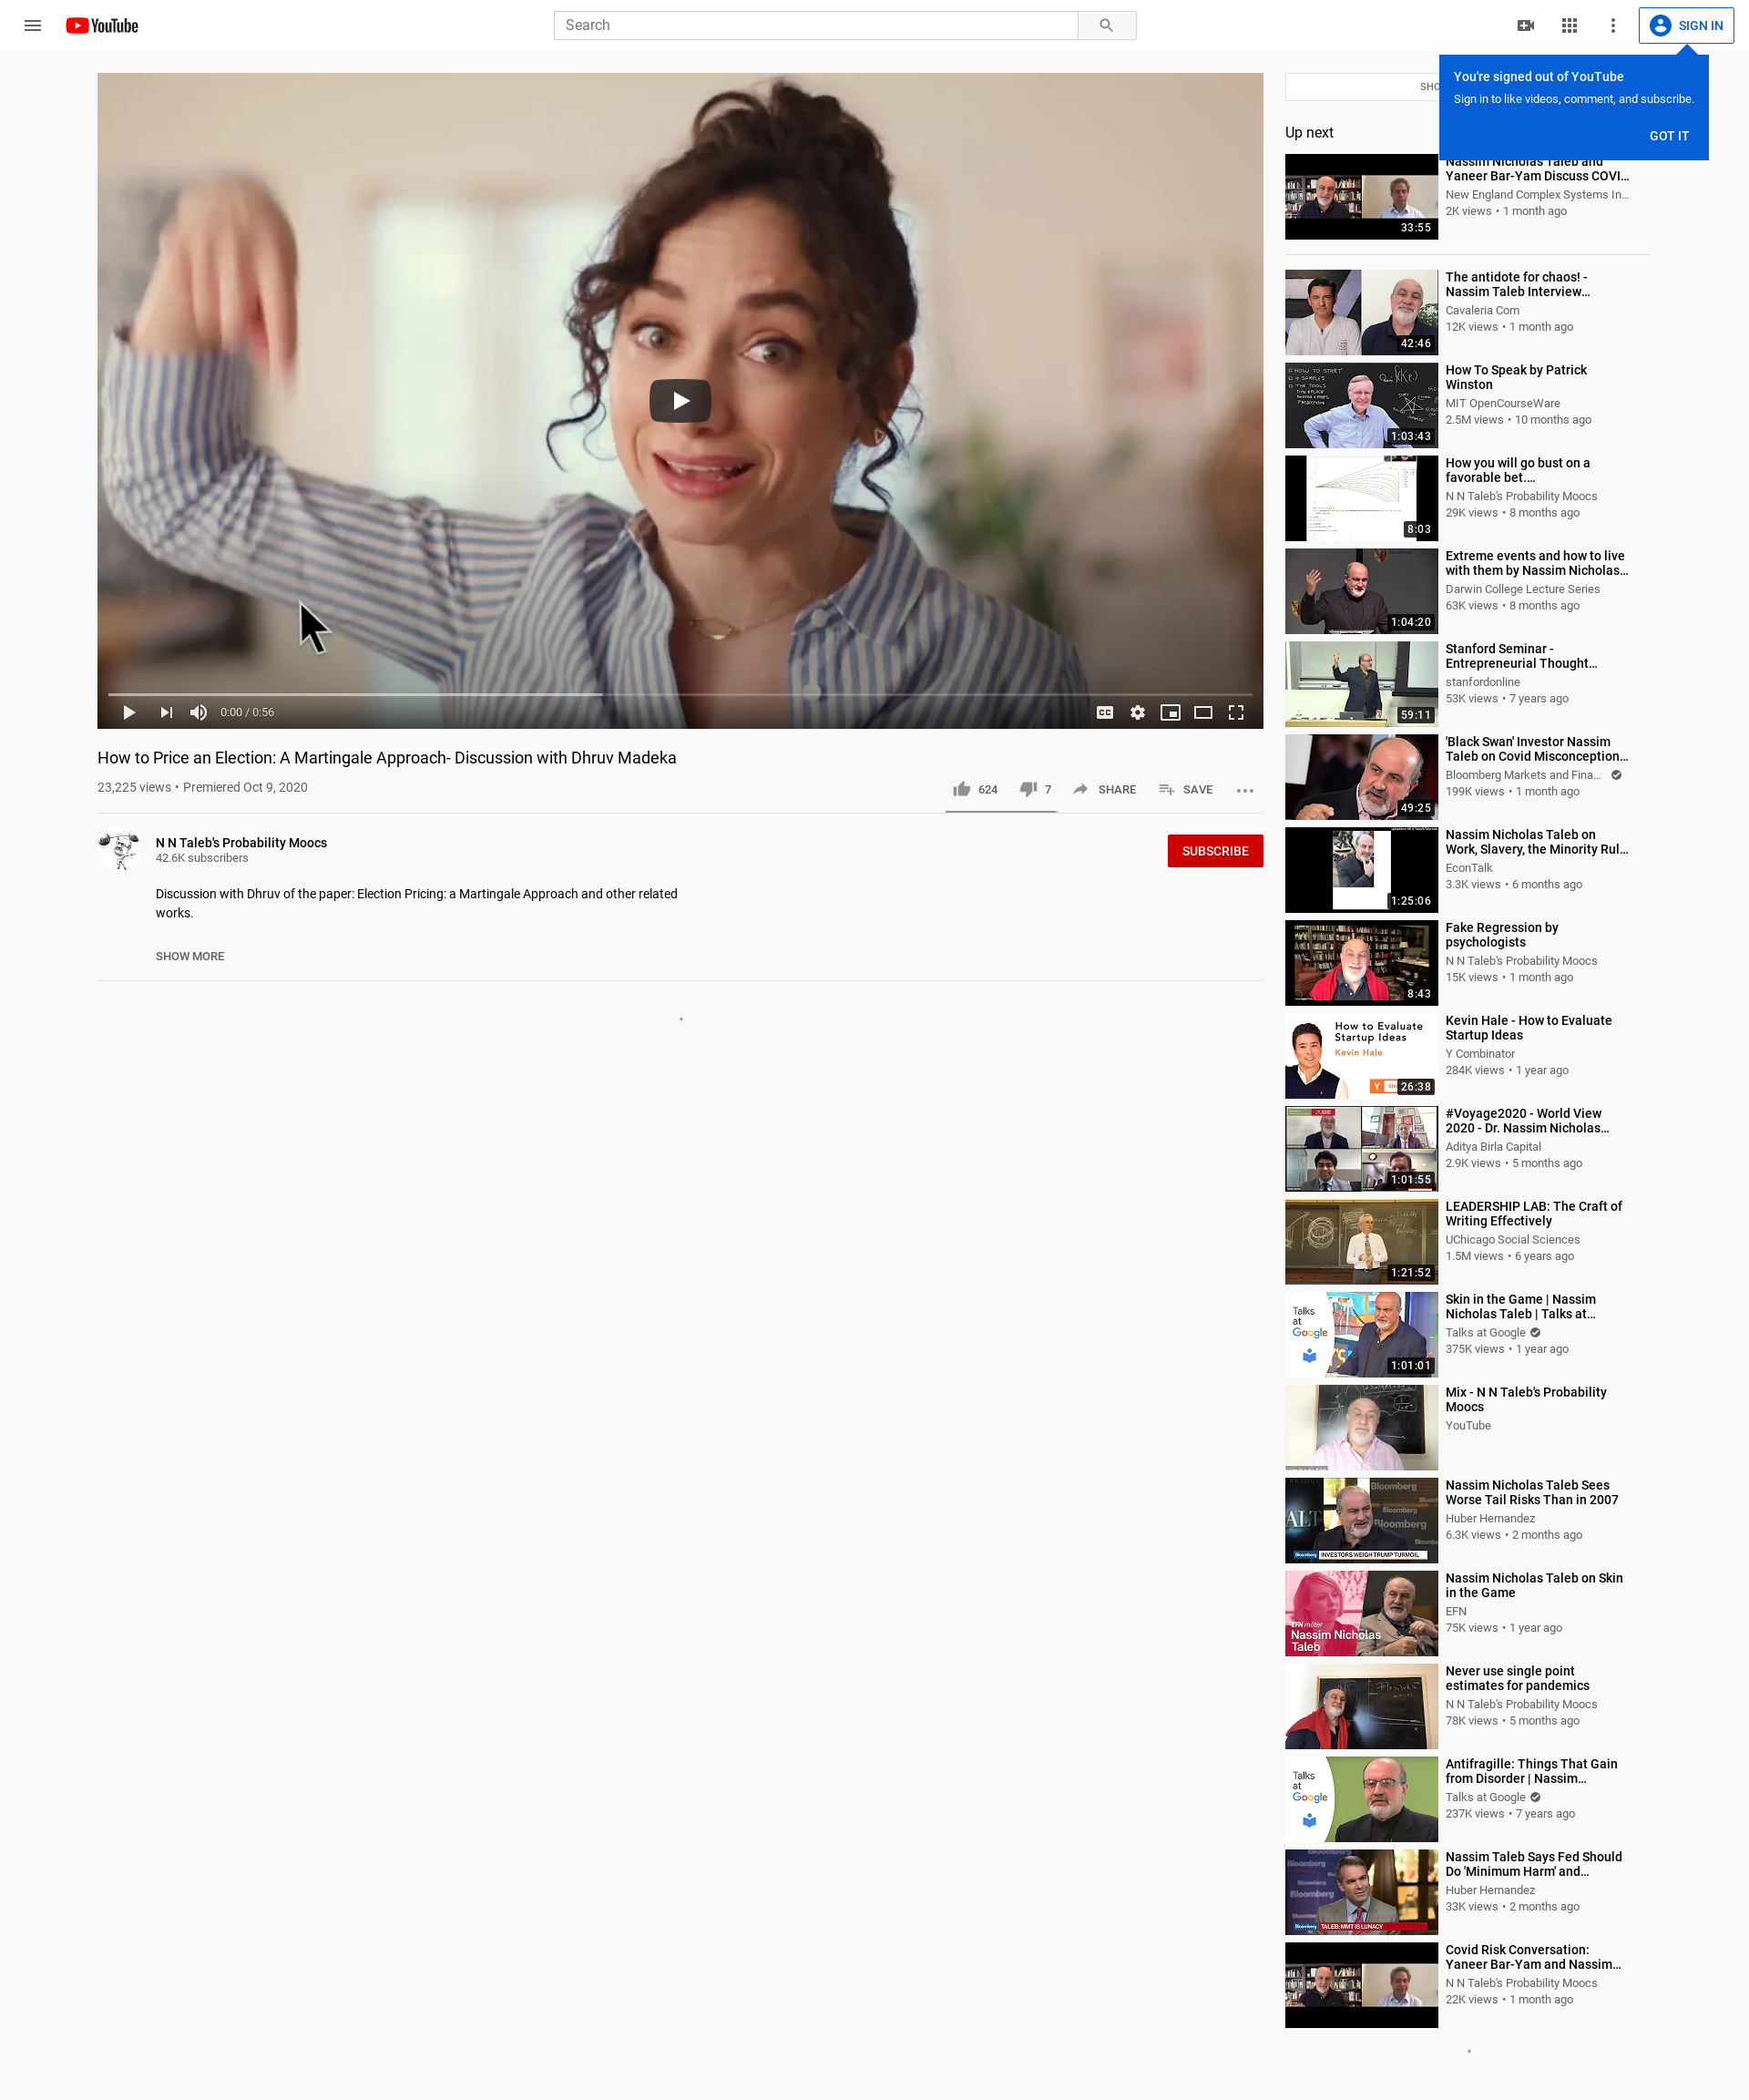 YouTube
Search
SIGN IN
You're signed out of YouTube
Sign in to like videos, comment, and subscribe.
GOT IT
0:00 / 0:56
How to Price an Election: A Martingale Approach- Discussion with Dhruv Madeka
23,225 views • Premiered Oct 9, 2020
624
7
SHARE
SAVE
N N Taleb's Probability Moocs
42.6K subscribers
SUBSCRIBE
Discussion with Dhruv of the paper: Election Pricing: a Martingale Approach and other related
works.
SHOW MORE
Up next
Nassim Nicholas Taleb and
Yaneer Bar-Yam Discuss COVI...
New England Complex Systems In...
2K views • 1 month ago
33:55
The antidote for chaos! -
Nassim Taleb Interview...
Cavaleria Com
12K views • 1 month ago
42:46
How To Speak by Patrick
Winston
MIT OpenCourseWare
2.5M views • 10 months ago
1:03:43
How you will go bust on a
favorable bet....
N N Taleb's Probability Moocs
29K views • 8 months ago
8:03
Extreme events and how to live
with them by Nassim Nicholas...
Darwin College Lecture Series
63K views • 8 months ago
1:04:20
Stanford Seminar -
Entrepreneurial Thought...
stanfordonline
53K views • 7 years ago
59:11
'Black Swan' Investor Nassim
Taleb on Covid Misconception...
Bloomberg Markets and Fina...
199K views • 1 month ago
49:25
Nassim Nicholas Taleb on
Work, Slavery, the Minority Rul...
EconTalk
3.3K views • 6 months ago
1:25:06
Fake Regression by
psychologists
N N Taleb's Probability Moocs
15K views • 1 month ago
8:43
How to Evaluate
Startup Ideas
Kevin Hale
Y
26:38
Kevin Hale - How to Evaluate
Startup Ideas
Y Combinator
284K views • 1 year ago
#Voyage2020 - World View
2020 - Dr. Nassim Nicholas...
Aditya Birla Capital
2.9K views • 5 months ago
1:01:55
LEADERSHIP LAB: The Craft of
Writing Effectively
UChicago Social Sciences
1.5M views • 6 years ago
1:21:52
Talks
at
Google
1:01:01
Skin in the Game | Nassim
Nicholas Taleb | Talks at...
Talks at Google
375K views • 1 year ago
Mix - N N Taleb's Probability
Moocs
YouTube
Bloomberg
Bloomberg
Bloomberg
Bloomberg INVESTORS WEIGH TRUMP TURMOIL
Nassim Nicholas Taleb Sees
Worse Tail Risks Than in 2007
Huber Hernandez
6.3K views • 2 months ago
EFN möter
Nassim Nicholas
Taleb
Nassim Nicholas Taleb on Skin
in the Game
EFN
75K views • 1 year ago
Never use single point
estimates for pandemics
N N Taleb's Probability Moocs
78K views • 5 months ago
Talks
at
Google
Antifragille: Things That Gain
from Disorder | Nassim...
Talks at Google
237K views • 7 years ago
Bloomberg
Bloomberg
Bloomberg TALEB: MMT IS LUNACY
Nassim Taleb Says Fed Should
Do 'Minimum Harm' and...
Huber Hernandez
33K views • 2 months ago
Covid Risk Conversation:
Yaneer Bar-Yam and Nassim...
N N Taleb's Probability Moocs
22K views • 1 month ago